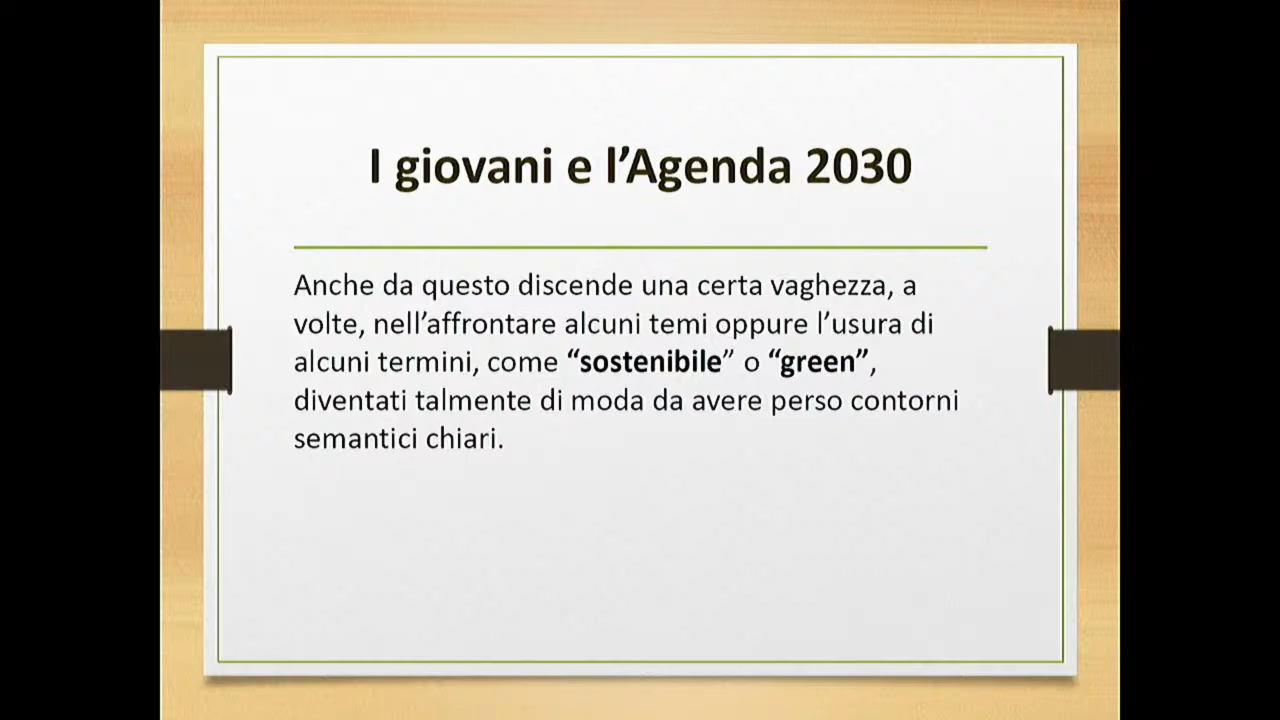 I giovani e l’Agenda 2030
Anche da questo discende una certa vaghezza, a
volte, nell’affrontare alcuni temi oppure l’usura di
alcuni termini, come “sostenibile” o “green”,
diventati talmente di moda da avere perso contorni
semantici chiari.